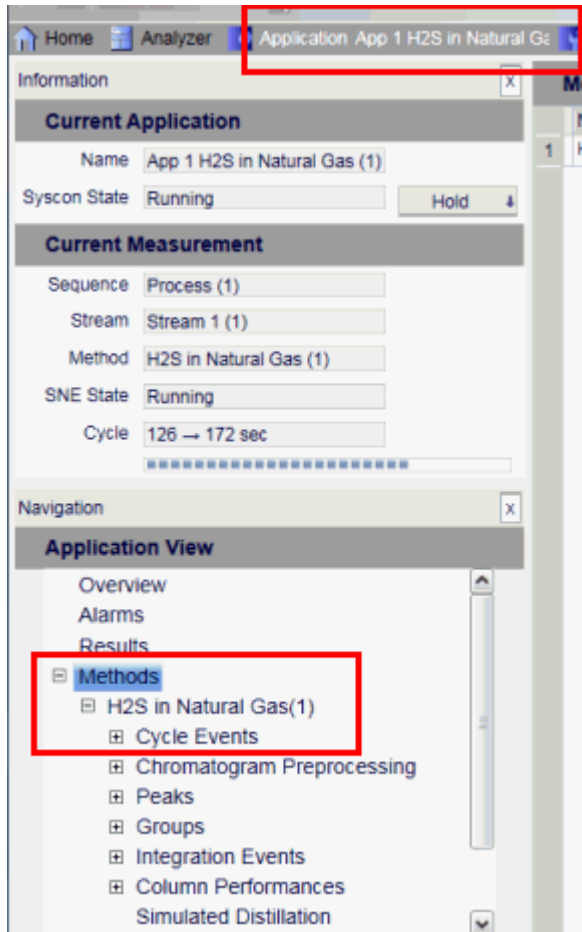 Home Analyzer Application App 1 H2S in Natural Ga
Information X
Current Application
Name App 1 H2S in Natural Gas (1)
Syscon State Running Hold
Current Measurement
Sequence Process (1)
Stream Stream 1 (1)
Method H2S in Natural Gas (1)
SNE State Running
Cycle 126 → 172 sec
Navigation X
Application View
Overview
Alarms
Results
Methods
H2S in Natural Gas(1)
Cycle Events
Chromatogram Preprocessing
Peaks
Groups
Integration Events
Column Performances
Simulated Distillation
1